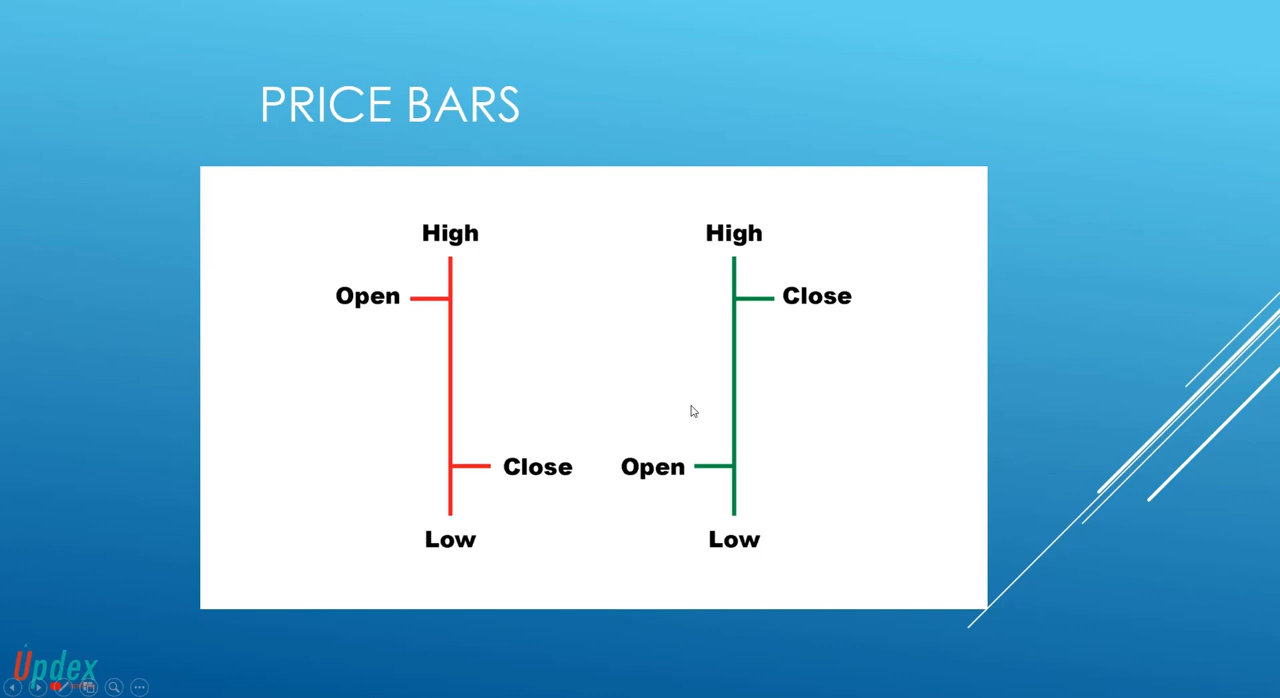 PRICE BARS
High
High
Open
Close
Close
Open
Low
Low
Updex